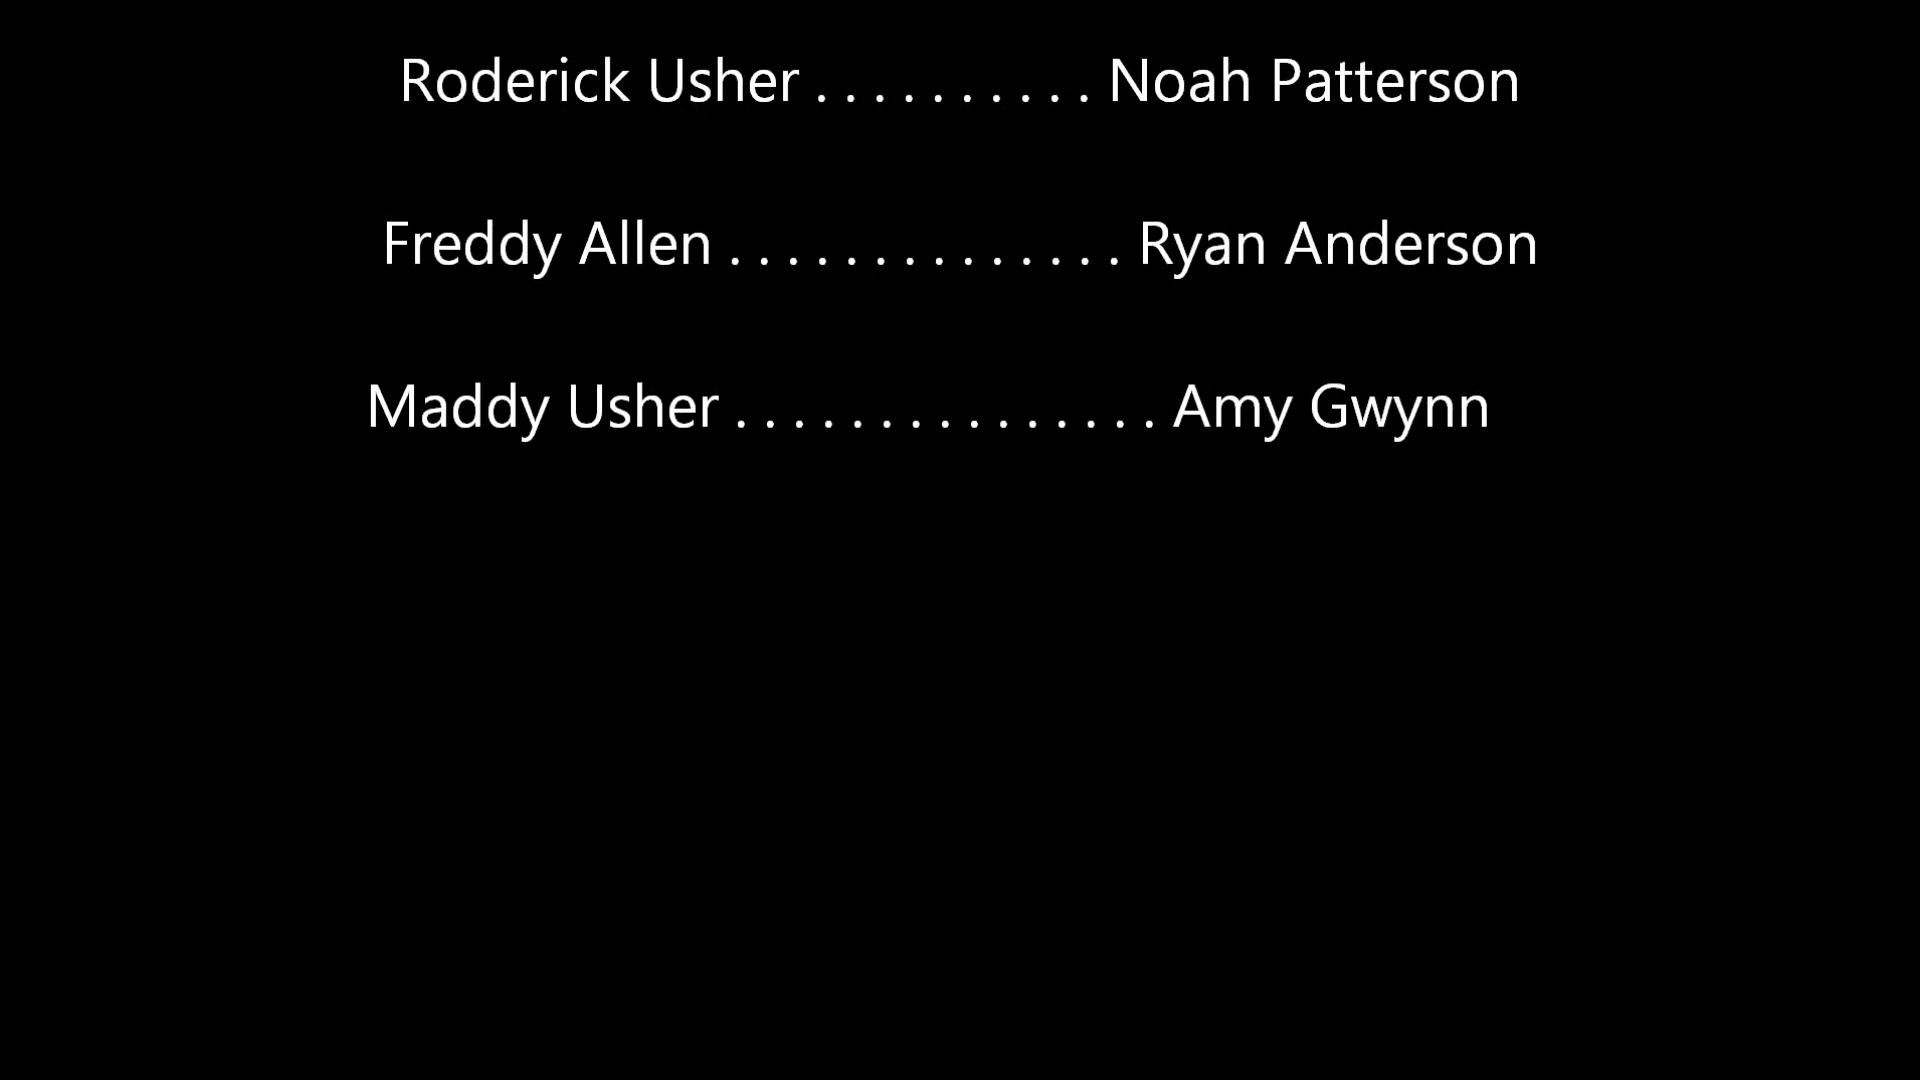 Roderick Usher . . . . . . . . . . Noah Patterson
Freddy Allen . . . . . . . . . . . . . . Ryan Anderson
Maddy Usher . . . . . . . . . . . . . . . Amy Gwynn